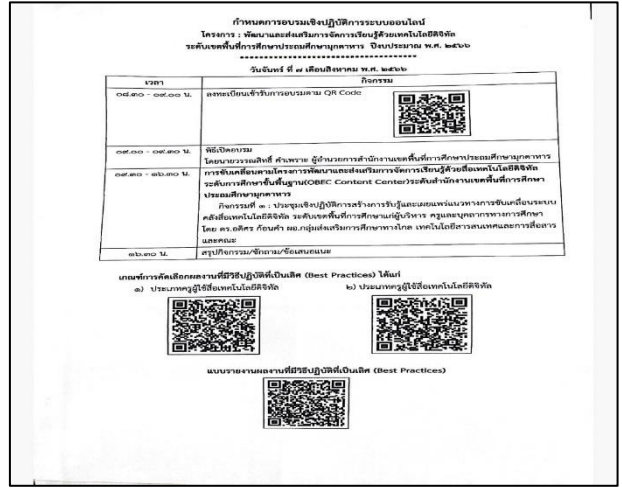 กำหนดการอบรมเชิงปฏิบัติการระบบออนไลน์
โครงการ : พัฒนาและส่งเสริมการจัดการเรียนรู้ด้วยเทคโนโลยีดิจิทัล
ระดับเขตพื้นที่การศึกษาประถมศึกษามุกดาหาร ปีงบประมาณ พ.ศ. ๒๕๖๖
วันจันทร์ ที่ ๗ เดือนสิงหาคม พ.ศ. ๒๕๖๖
เวลา กิจกรรม
๐๘.๓๐ - ๐๙.๐๐ น. ลงทะเบียนเข้ารับการอบรมตาม QR Code
๐๙.๐๐ - ๐๙.๓๐ น. พิธีเปิดอบรม
โดยนายวรรณสิทธิ์ คำเพราะ ผู้อำนวยการสำนักงานเขตพื้นที่การศึกษาประถมศึกษามุกดาหาร
๐๙.๓๐ - ๑๖.๓๐ น. การขับเคลื่อนตามโครงการพัฒนาและส่งเสริมการจัดการเรียนรู้ด้วยสื่อเทคโนโลยีดิจิทัล
ระดับการศึกษาขั้นพื้นฐาน(OBEC Content Center)ระดับสำนักงานเขตพื้นที่การศึกษา
ประถมศึกษามุกดาหาร
กิจกรรมที่ ๑ : ประชุมเชิงปฏิบัติการสร้างการรับรู้และเผยแพร่แนวทางการขับเคลื่อนระบบ
คลังสื่อเทคโนโลยีดิจิทัล ระดับเขตพื้นที่การศึกษาแก่ผู้บริหาร ครูและบุคลากรทางการศึกษา
โดย ดร.อดิศร ก้อนคำ ผอ.กลุ่มส่งเสริมการศึกษาทางไกล เทคโนโลยีสารสนเทศและการสื่อสาร
และคณะ
๑๖.๓๐ น. สรุปกิจกรรม/ซักถาม/ข้อเสนอแนะ
เกณฑ์การคัดเลือกผลงานที่มีวิธีปฏิบัติที่เป็นเลิศ (Best Practices) ได้แก่
๑) ประเภทครูผู้ใช้สื่อเทคโนโลยีดิจิทัล ๒) ประเภทครูผู้ใช้สื่อเทคโนโลยีดิจิทัล
แบบรายงานผลงานที่มีวิธีปฏิบัติที่เป็นเลิศ (Best Practices)